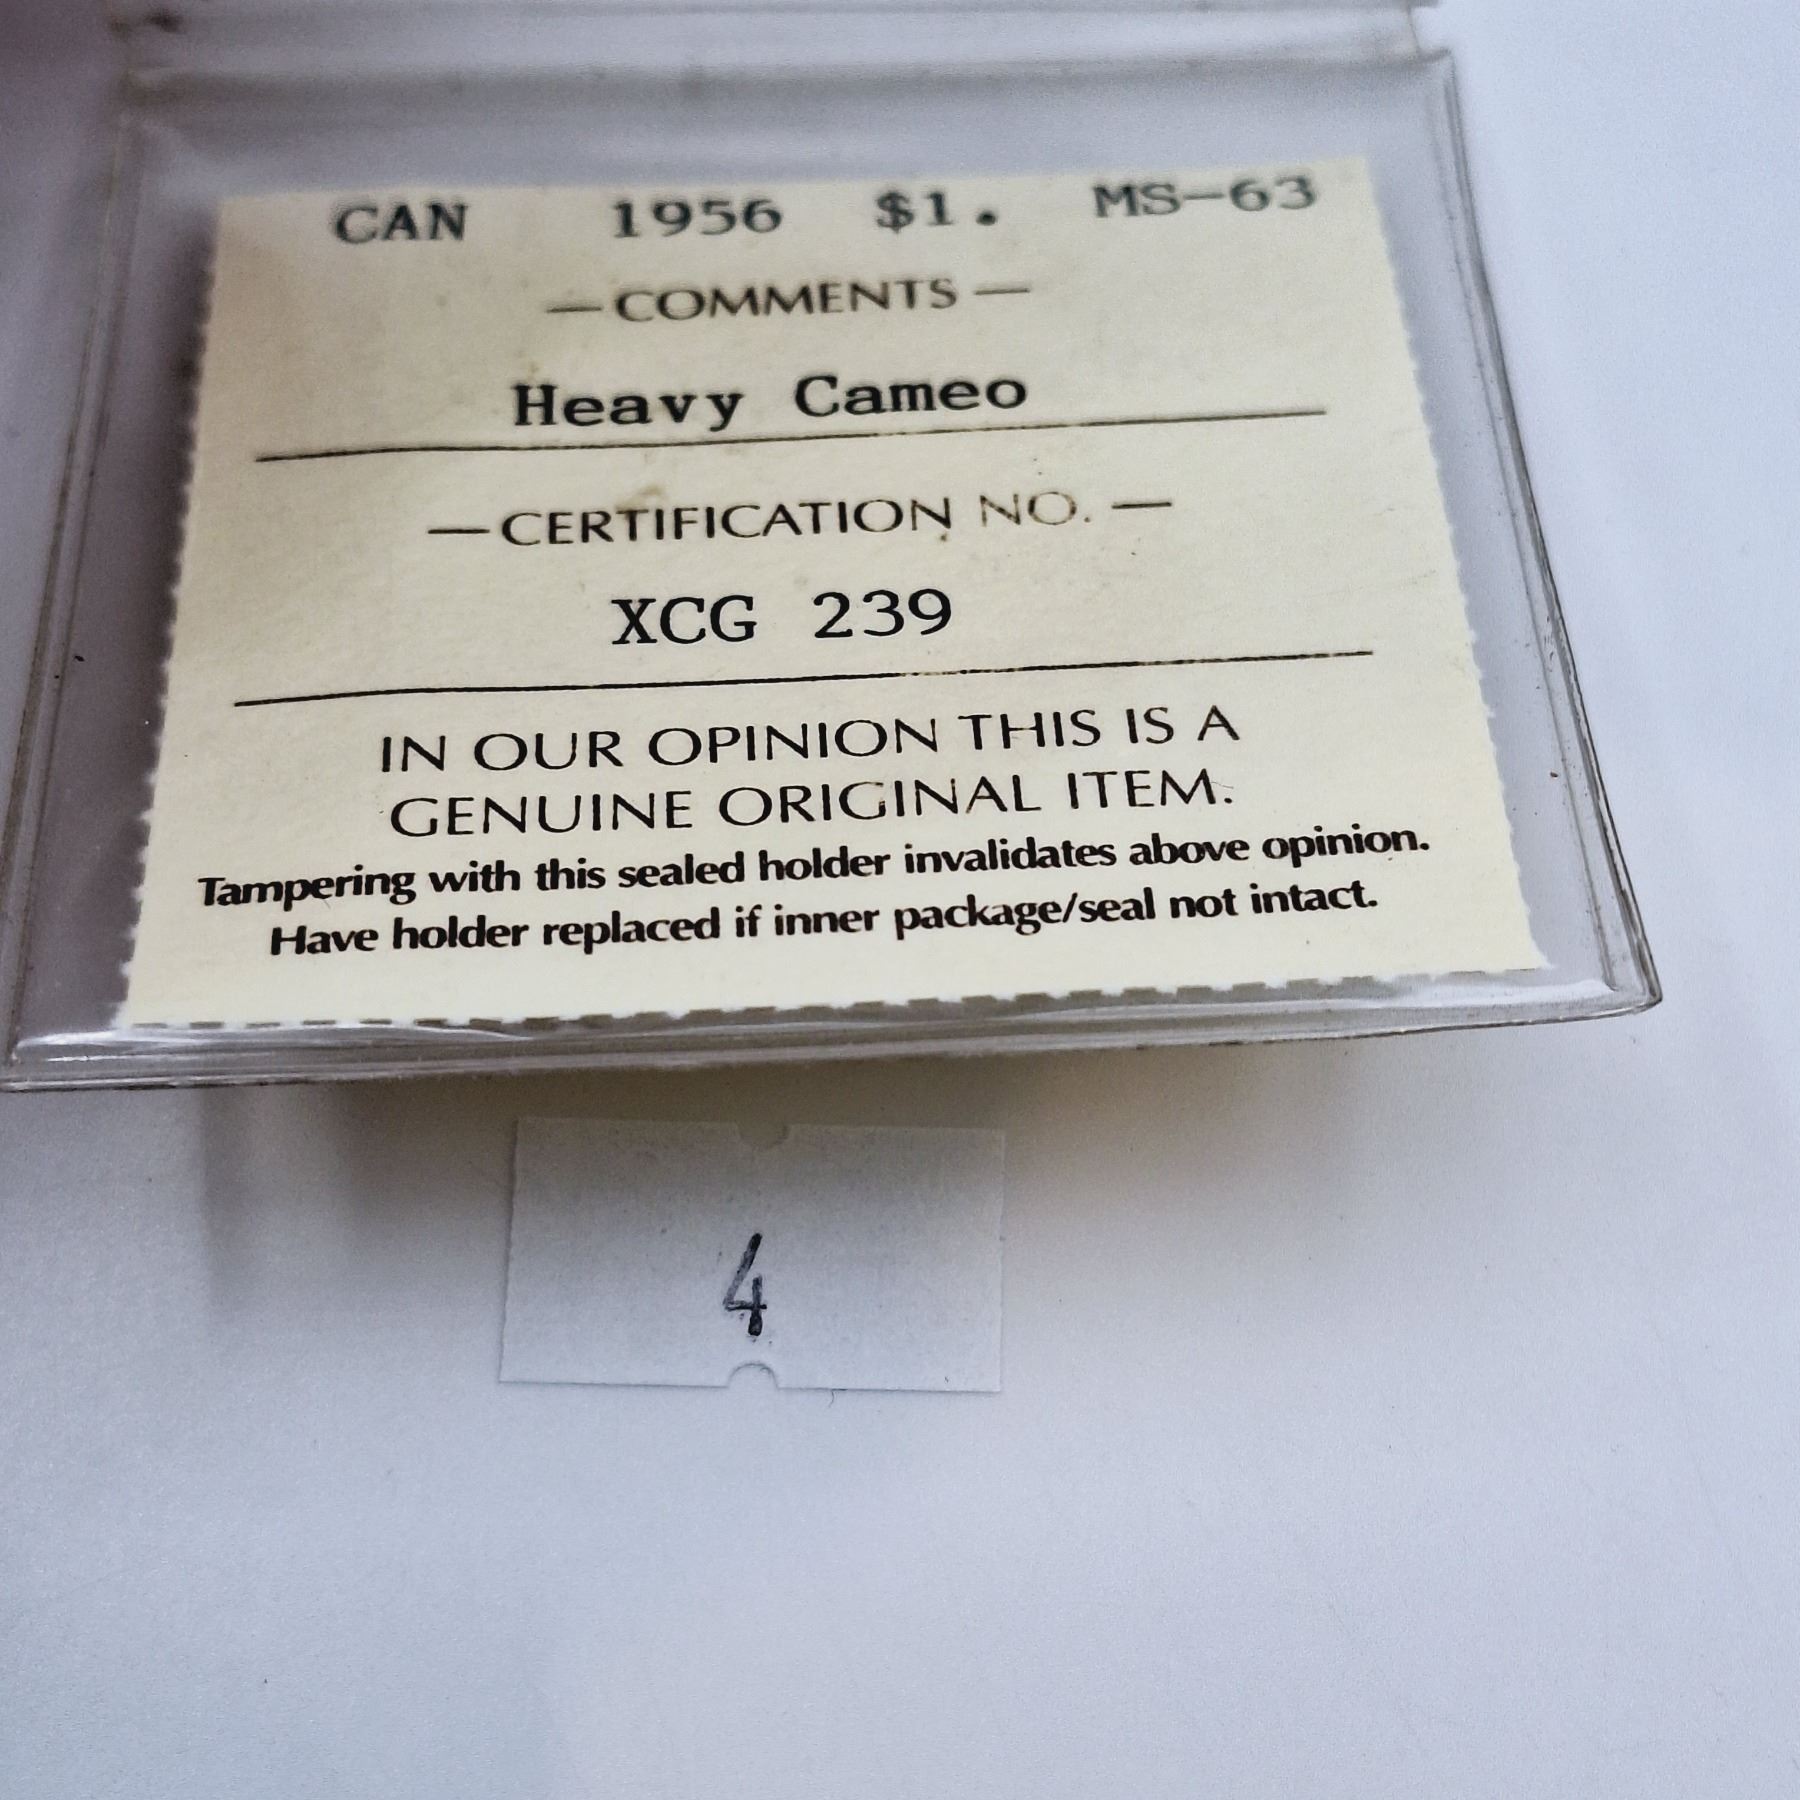 CAN 1956 $1. MS-63
— COMMENTS —
Heavy Cameo
— CERTIFICATION NO. —
XCG 239
IN OUR OPINION THIS IS A
GENUINE ORIGINAL ITEM.
Tampering with this sealed holder invalidates above opinion.
Have holder replaced if inner package/seal not intact.
4